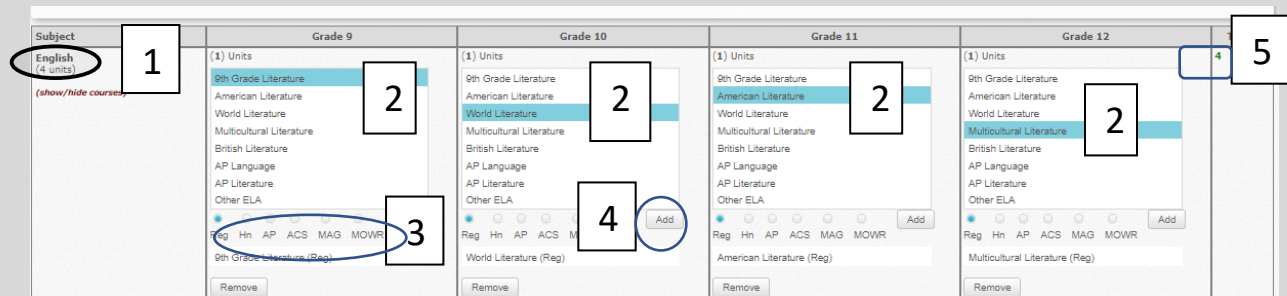 Subject
Grade 9
Grade 10
Grade 11
Grade 12
1
5
English
(4 units)
(show/hide courses)
(1) Units
9th Grade Literature
American Literature
World Literature
Multicultural Literature
British Literature
AP Language
AP Literature
Other ELA
2
Reg Hn AP ACS MAG MOWR
3
9th Grade Literature (Reg)
Remove
(1) Units
9th Grade Literature
American Literature
World Literature
Multicultural Literature
British Literature
AP Language
AP Literature
Other ELA
2
4
Add
Reg Hn AP ACS
World Literature (Reg)
Remove
(1) Units
9th Grade Literature
American Literature
World Literature
Multicultural Literature
British Literature
AP Language
AP Literature
Other ELA
2
Add
Reg Hn AP ACS MAG MOWR
American Literature (Reg)
Remove
(1) Units
9th Grade Literature
American Literature
World Literature
Multicultural Literature
British Literature
AP Language
AP Literature
Other ELA
2
Add
Reg Hn AP ACS MAG MOWR
Multicultural Literature (Reg)
Remove
4